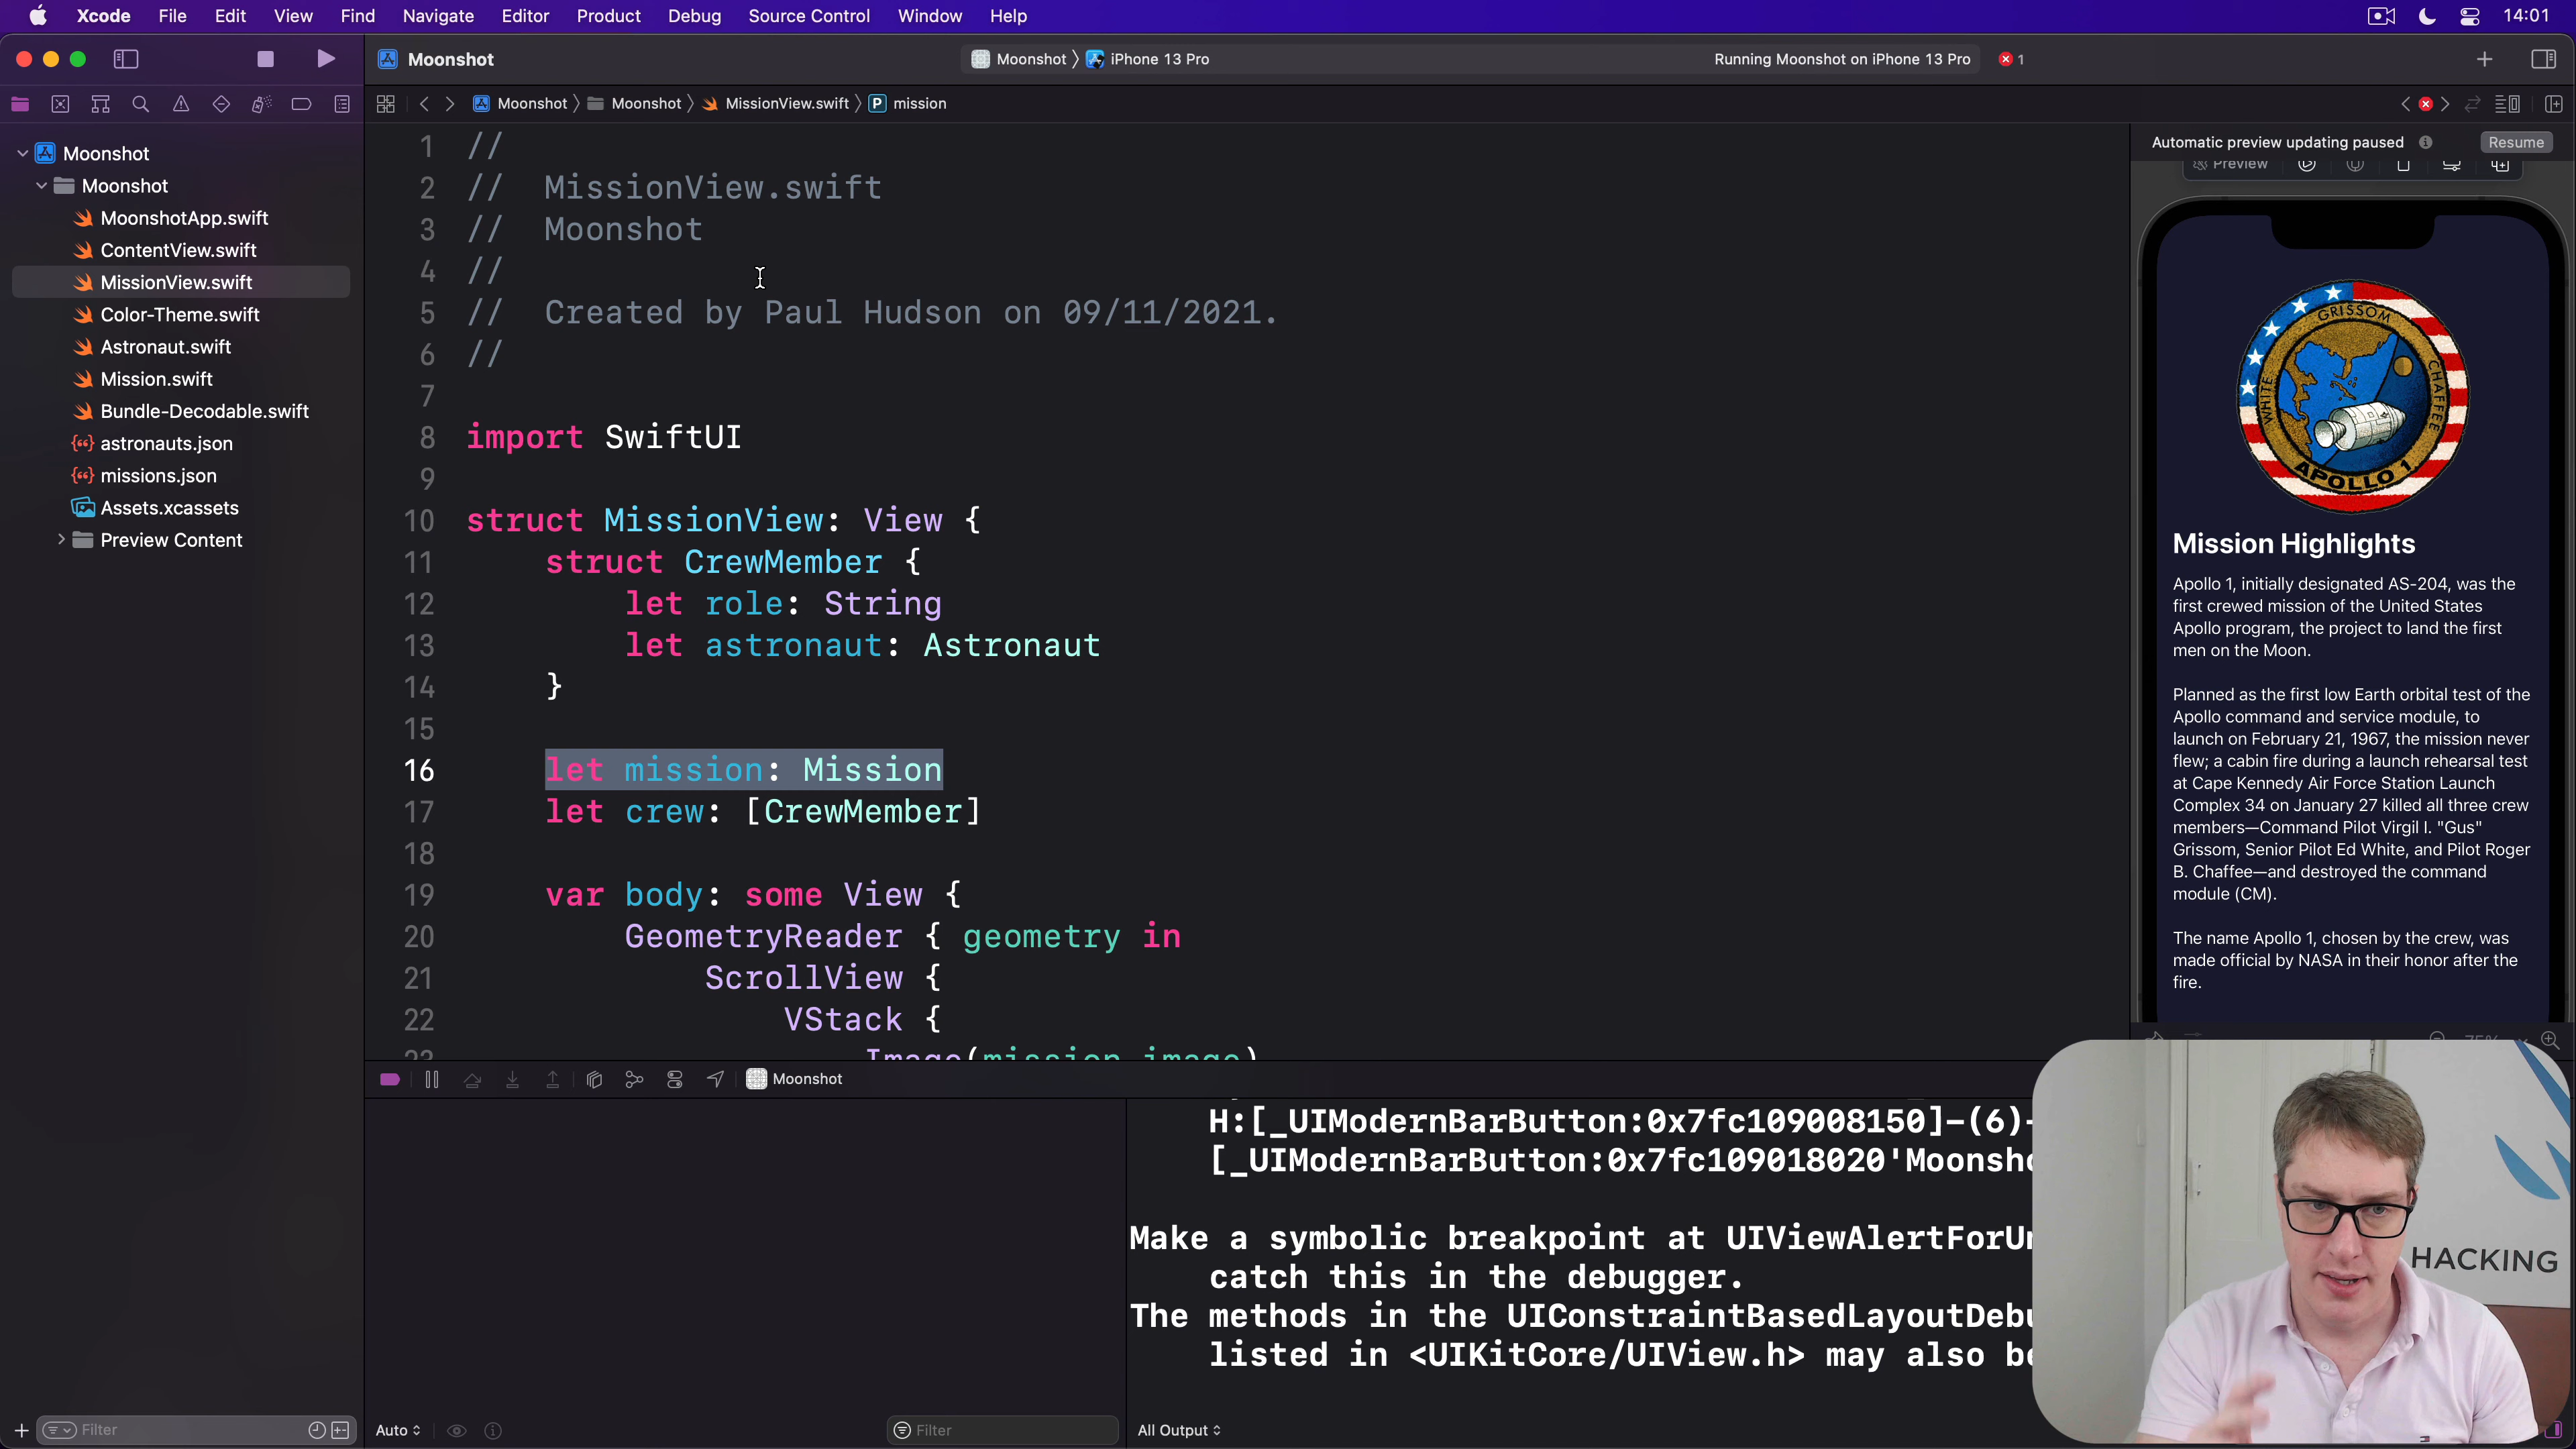 Xcode File Edit View Find Navigate Editor Product Debug Source Control Window Help 14:01
Moonshot
Moonshot 〉 iPhone 13 Pro
Running Moonshot on iPhone 13 Pro
1
Moonshot 〉 Moonshot 〉 MissionView.swift 〉 P mission
Moonshot
Moonshot
MoonshotApp.swift
ContentView.swift
MissionView.swift
Color-Theme.swift
Astronaut.swift
Mission.swift
Bundle-Decodable.swift
astronauts.json
missions.json
Assets.xcassets
Preview Content
Filter
1 //
2 //  MissionView.swift
3 //  Moonshot
4 //
5 //  Created by Paul Hudson on 09/11/2021.
6 //
7
8 import SwiftUI
9
10 struct MissionView: View {
11     struct CrewMember {
12         let role: String
13         let astronaut: Astronaut
14     }
15
16     let mission: Mission
17     let crew: [CrewMember]
18
19     var body: some View {
20         GeometryReader { geometry in
21             ScrollView {
22                 VStack {
23                     Image(mission.image)
Automatic preview updating paused
Resume
Preview
GRISSOM
WHITE
CHAFFEE
APOLLO 1
Mission Highlights
Apollo 1, initially designated AS-204, was the
first crewed mission of the United States
Apollo program, the project to land the first
men on the Moon.
Planned as the first low Earth orbital test of the
Apollo command and service module, to
launch on February 21, 1967, the mission never
flew; a cabin fire during a launch rehearsal test
at Cape Kennedy Air Force Station Launch
Complex 34 on January 27 killed all three crew
members—Command Pilot Virgil I. "Gus"
Grissom, Senior Pilot Ed White, and Pilot Roger
B. Chaffee—and destroyed the command
module (CM).
The name Apollo 1, chosen by the crew, was
made official by NASA in their honor after the
fire.
75%
Moonshot
H:[_UIModernBarButton:0x7fc109008150]-(6)-
[_UIModernBarButton:0x7fc109018020'Moonsho
Make a symbolic breakpoint at UIViewAlertForUn
catch this in the debugger.
The methods in the UIConstraintBasedLayoutDebu
listed in <UIKitCore/UIView.h> may also be
Auto
Filter
All Output
HACKING